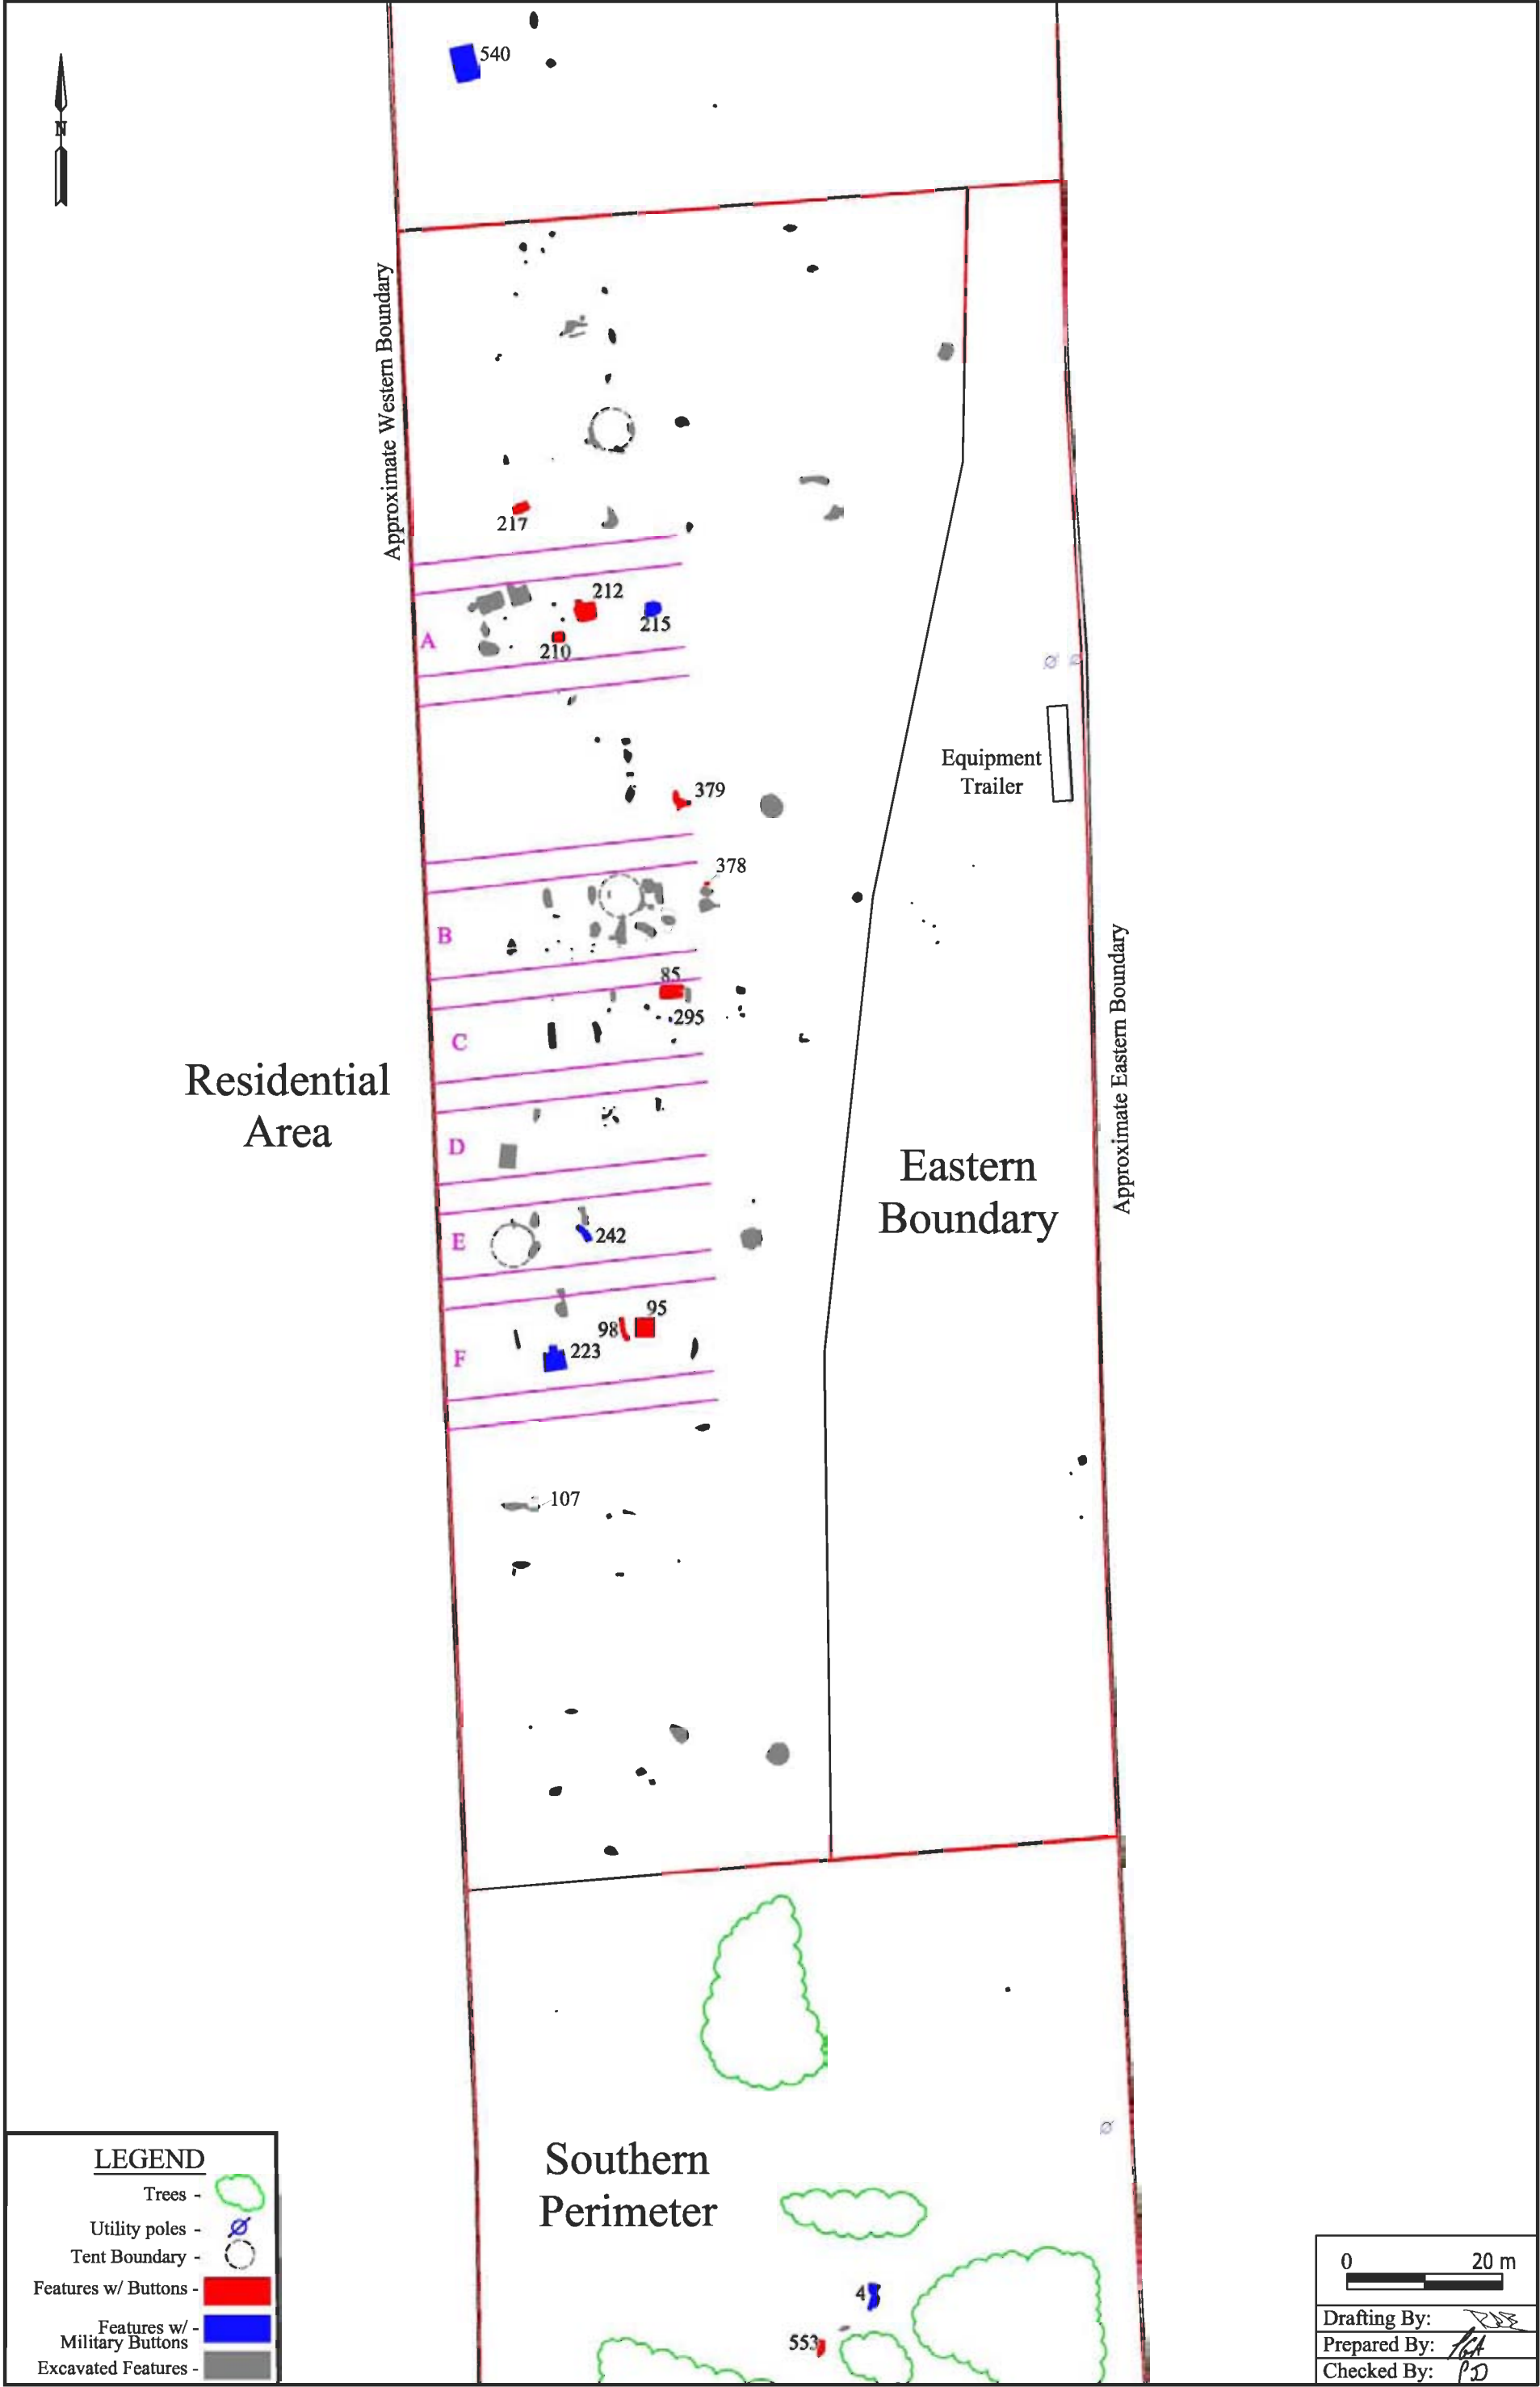 540
N
Approximate Western Boundary
217
212
215
A
210
Equipment
Trailer
379
378
B
85
295
C
Approximate Eastern Boundary
Residential
Area
D
Eastern
Boundary
E
242
95
98
F
223
107
Southern
Perimeter
4
553
LEGEND
Trees -
Utility poles -
Tent Boundary -
Features w/ Buttons -
Features w/ -
Military Buttons
Excavated Features -
0 20 m
Drafting By:
Prepared By:
Checked By: PD